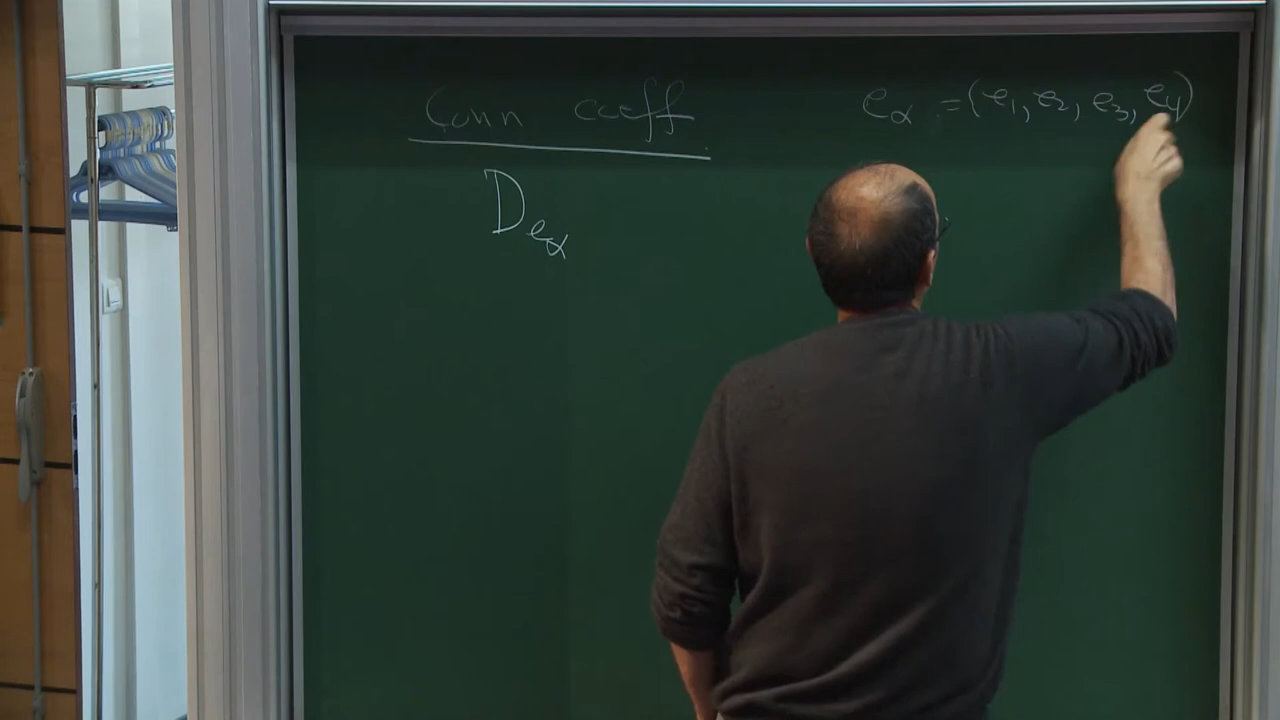 Conn coeff
e_α = (e_1, e_2, e_3, e_4)
D_{e_α}